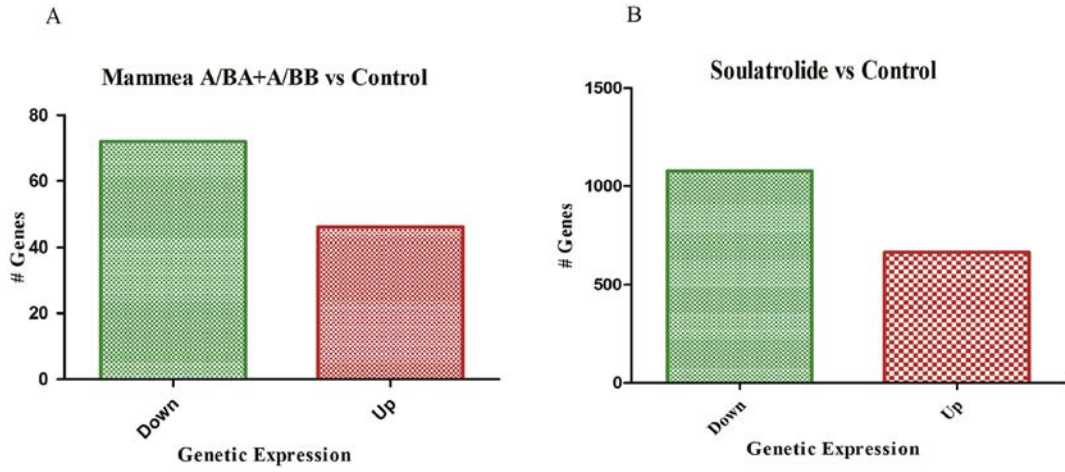 A
Mammea A/BA+A/BB vs Control
80
60
40
20
0
# Genes
Down
Up
Genetic Expression
B
Soulatrolide vs Control
1500
1000
500
0
# Genes
Down
Up
Genetic Expression